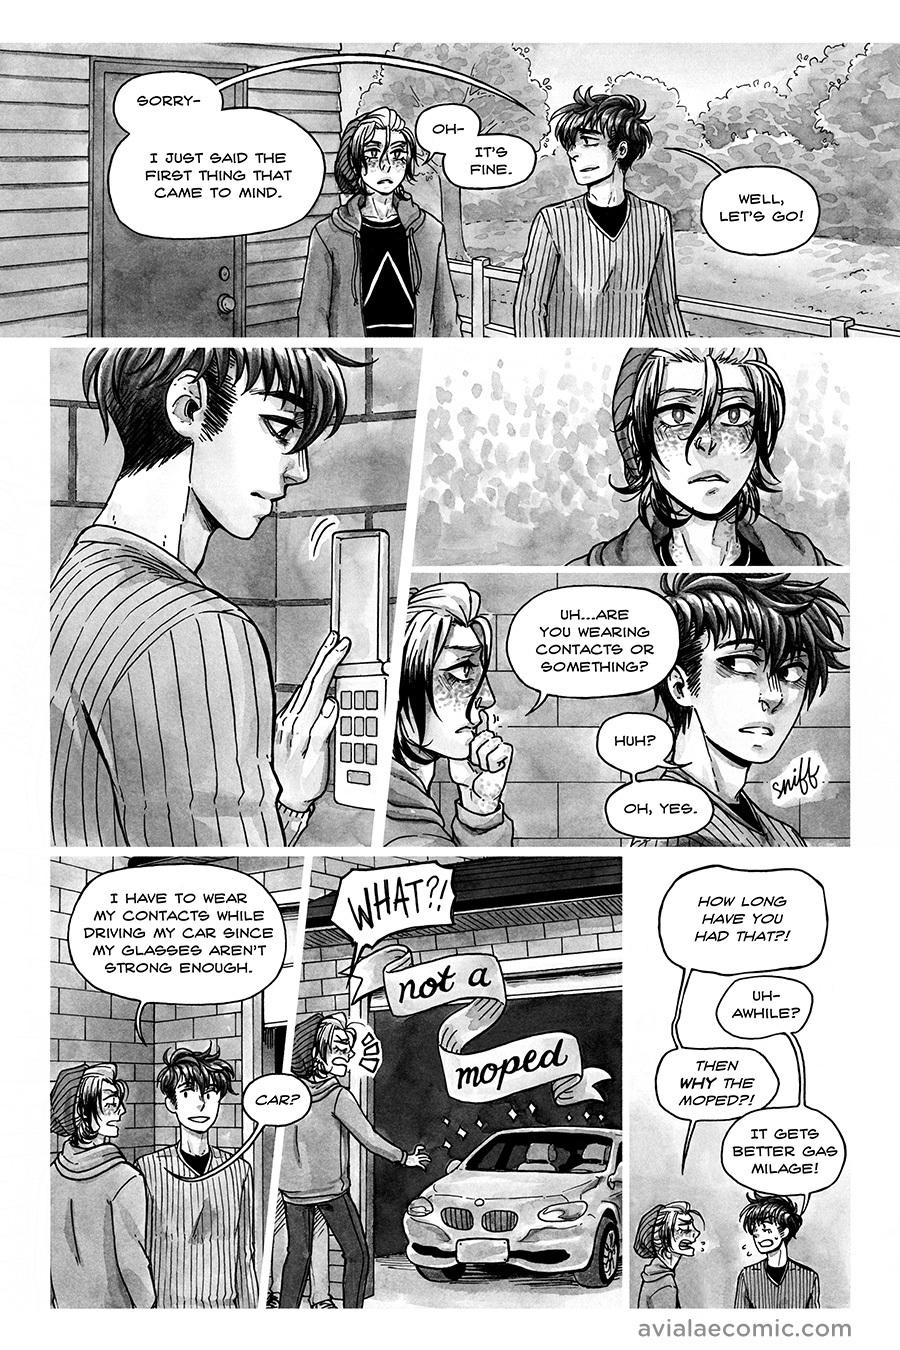 SORRY-
I JUST SAID THE
FIRST THING THAT
CAME TO MIND.
OH-
IT'S
FINE.
WELL,
LET'S GO!
UH...ARE
YOU WEARING
CONTACTS OR
SOMETHING?
HUH?
OH, YES.
sniff
I HAVE TO WEAR
MY CONTACTS WHILE
DRIVING MY CAR SINCE
MY GLASSES AREN'T
STRONG ENOUGH.
CAR?
WHAT?!
not a
moped
HOW LONG
HAVE YOU
HAD THAT?!
UH-
AWHILE?
THEN
WHY THE
MOPED?!
IT GETS
BETTER GAS
MILAGE!
avialaecomic.com